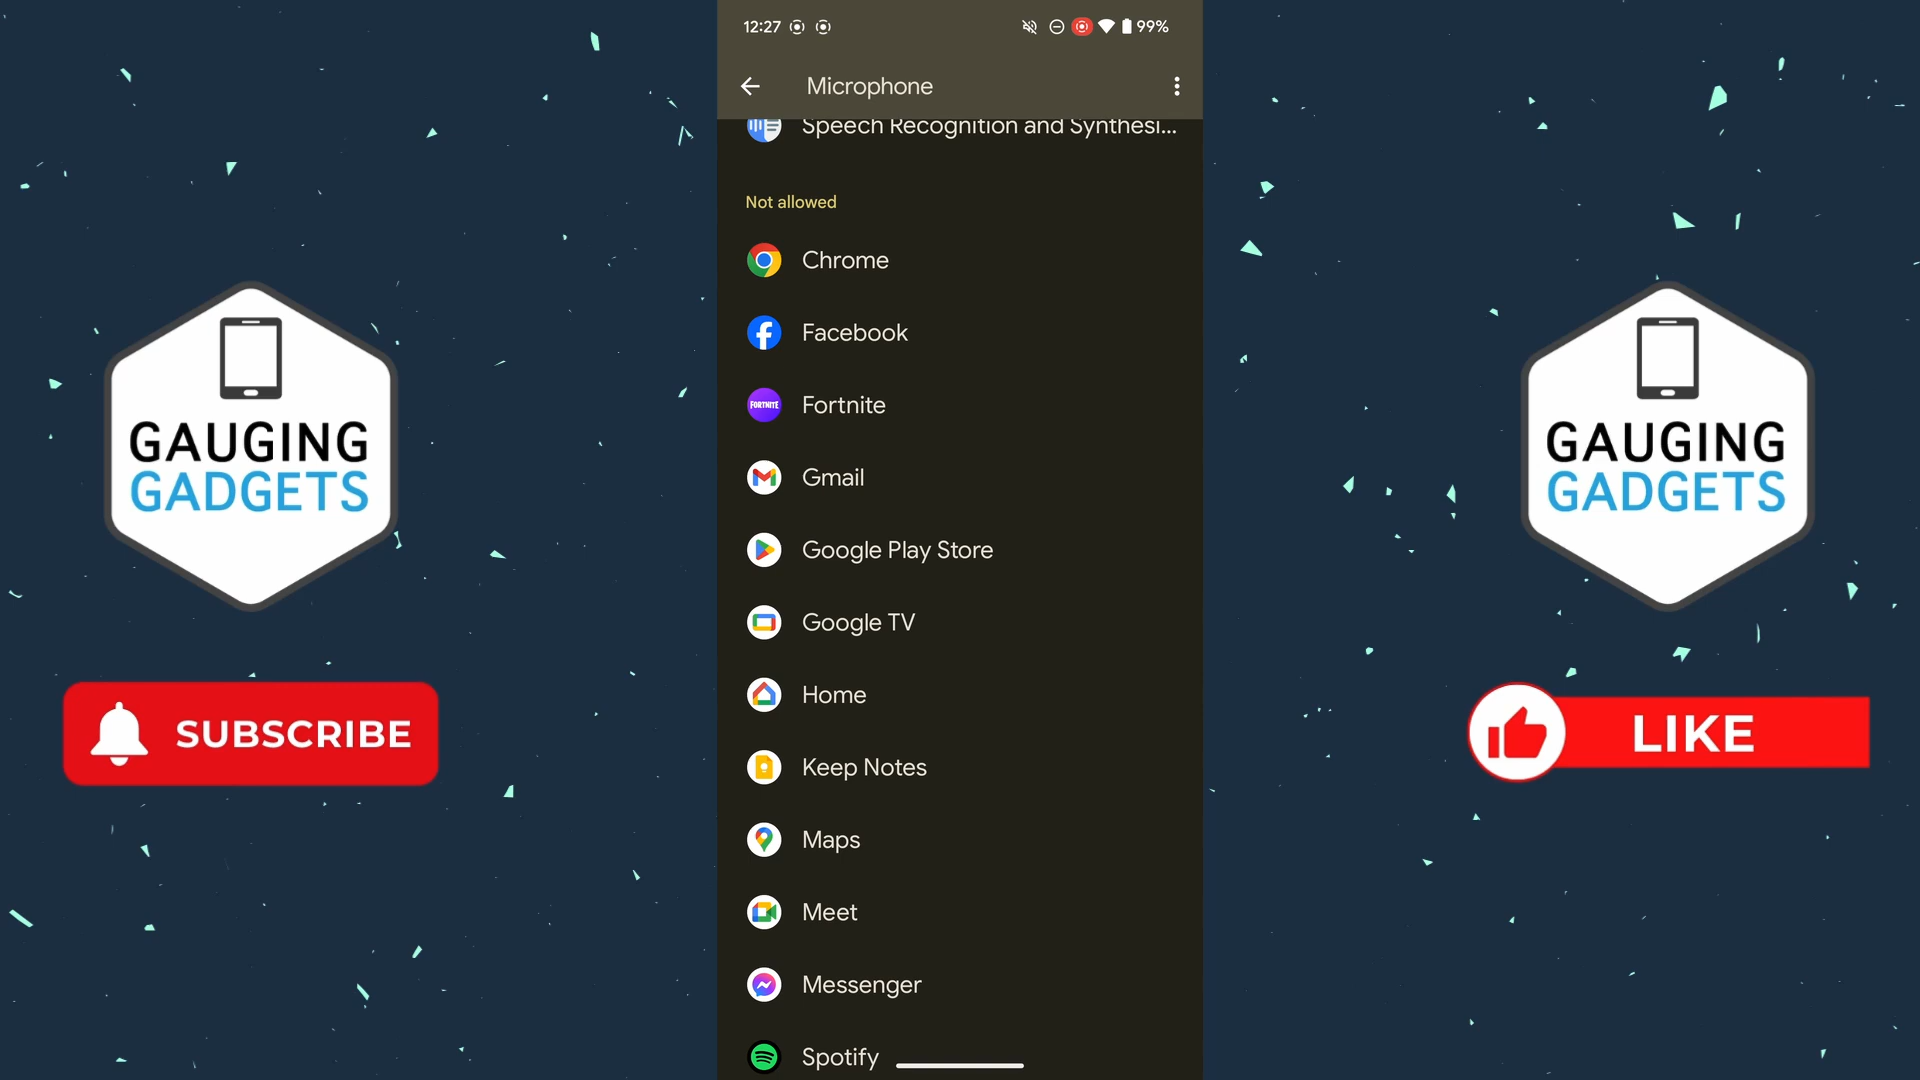 12:27
99%
Microphone
Speech Recognition and Synthesi...
Not allowed
Chrome
Facebook
FORTNITE
Fortnite
Gmail
Google Play Store
Google TV
Home
Keep Notes
Maps
Meet
Messenger
Spotify
GAUGING
GADGETS
SUBSCRIBE
GAUGING
GADGETS
LIKE